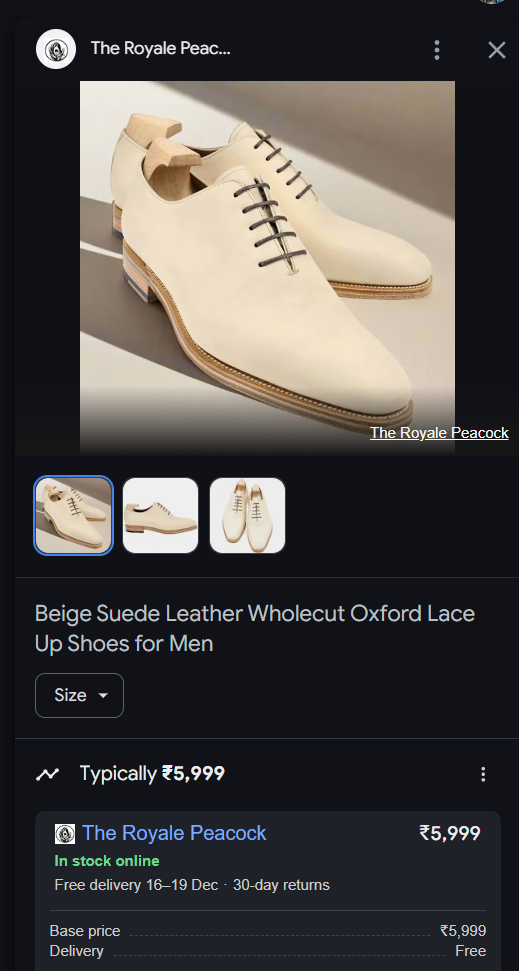 The Royale Peac...
The Royale Peacock
Beige Suede Leather Wholecut Oxford Lace
Up Shoes for Men
Size
Typically ₹5,999
The Royale Peacock ₹5,999
In stock online
Free delivery 16–19 Dec · 30-day returns
Base price ₹5,999
Delivery Free